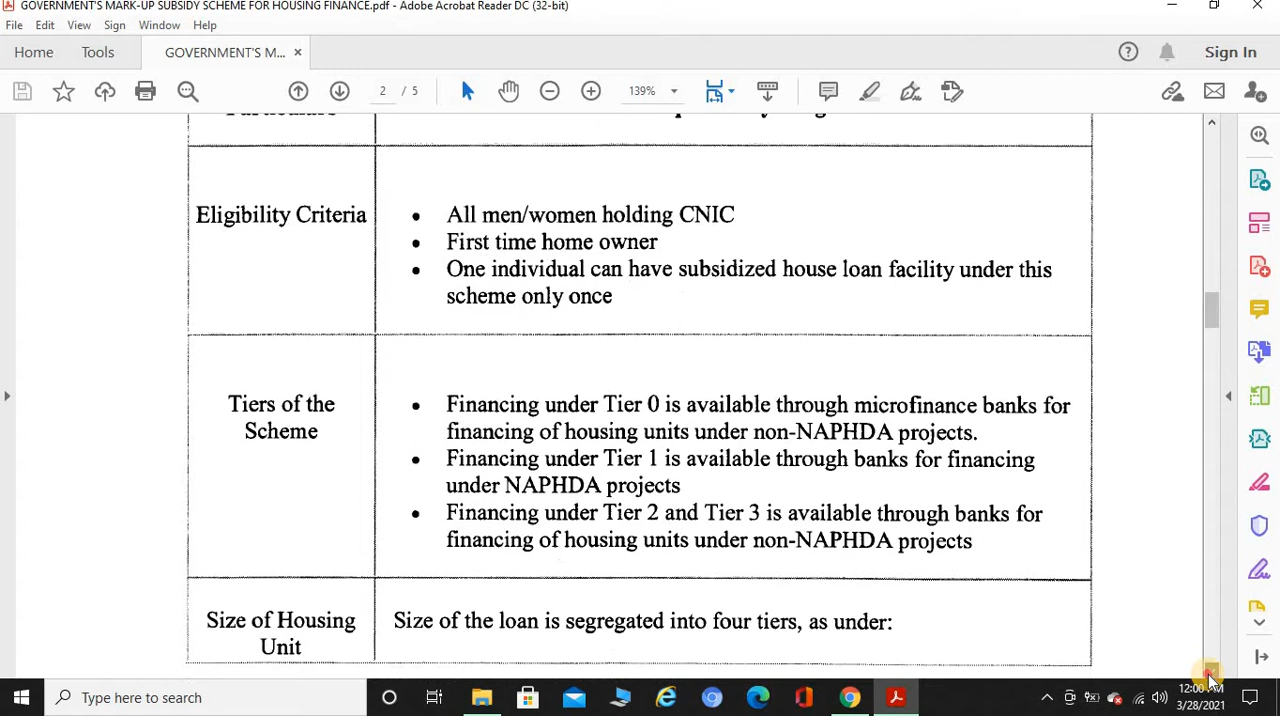 GOVERNMENT'S MARK-UP SUBSIDY SCHEME FOR HOUSING FINANCE.pdf - Adobe Acrobat Reader DC (32-bit)
File Edit View Sign Window Help
Home Tools GOVERNMENT'S M... × Sign In
2 / 5 139%
Eligibility Criteria
• All men/women holding CNIC
• First time home owner
• One individual can have subsidized house loan facility under this
scheme only once
Tiers of the
Scheme
• Financing under Tier 0 is available through microfinance banks for
financing of housing units under non-NAPHDA projects.
• Financing under Tier 1 is available through banks for financing
under NAPHDA projects
• Financing under Tier 2 and Tier 3 is available through banks for
financing of housing units under non-NAPHDA projects
Size of Housing
Unit
Size of the loan is segregated into four tiers, as under:
Type here to search
12:00 AM
3/28/2021